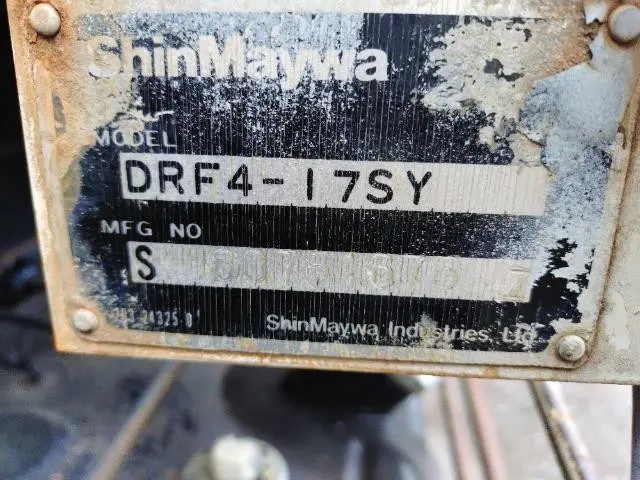 ShinMaywa
MODEL
DRF4-17SY
MFG NO
S
ShinMaywa Industries, Ltd